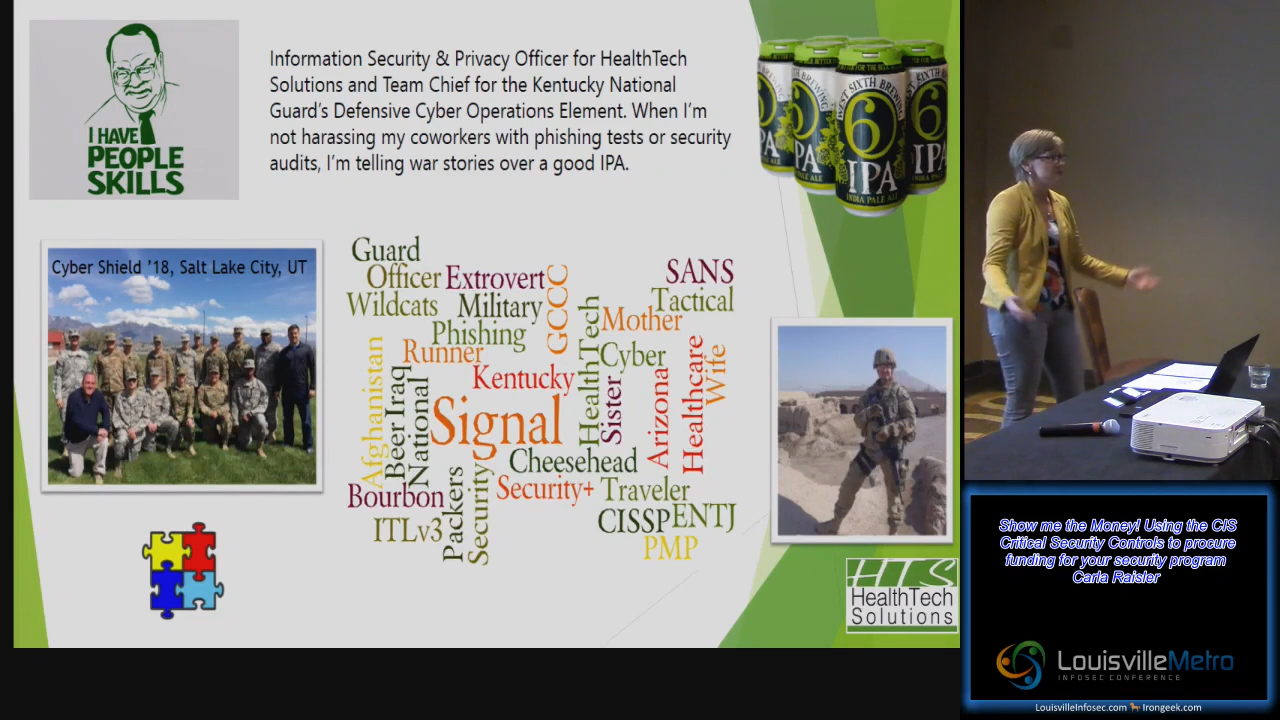 I HAVE
PEOPLE
SKILLS
Information Security & Privacy Officer for HealthTech
Solutions and Team Chief for the Kentucky National
Guard's Defensive Cyber Operations Element. When I'm
not harassing my coworkers with phishing tests or security
audits, I'm telling war stories over a good IPA.
WEST SIXTH BREWING
6
IPA
INDIA PALE ALE
Cyber Shield '18, Salt Lake City, UT
Guard
Officer
Extrovert
GCCC
SANS
Wildcats
Military
Tactical
Phishing
HealthTech
Mother
Runner
Cyber
Afghanistan
Iraq
Kentucky
Sister
Arizona
Healthcare
Wife
Beer
National
Signal
Cheesehead
Bourbon
Packers
Security
Security+
Traveler
ITLv3
CISSP
ENTJ
PMP
HTS
HealthTech
Solutions
Show me the Money! Using the CIS
Critical Security Controls to procure
funding for your security program
Carla Raisler
LouisvilleMetro
INFOSEC CONFERENCE
LouisvilleInfosec.com Irongeek.com